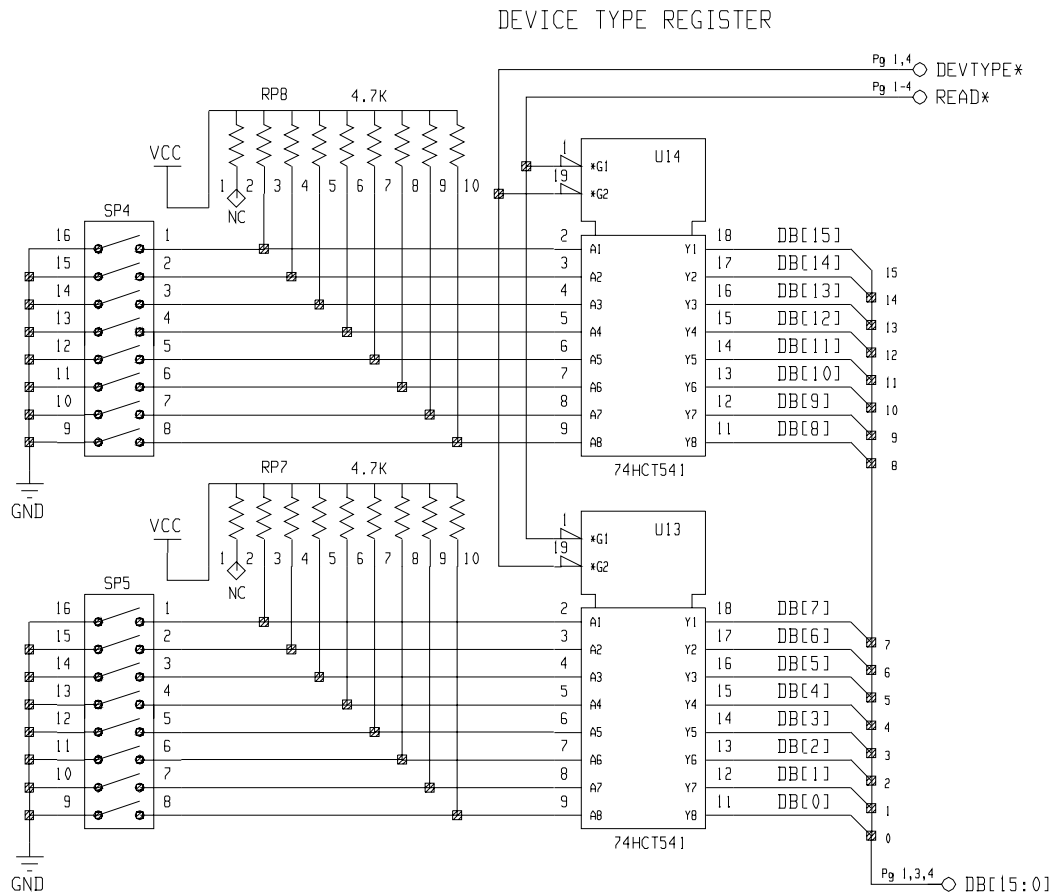 DEVICE TYPE REGISTER
Pg 1,4 DEVTYPE*
Pg 1-4 READ*
RP8 4.7K
VCC
1 2 3 4 5 6 7 8 9 10
NC
1 *G1 U14
19 *G2
SP4
16 1 2 A1 Y1 18 DB[15] 15
15 2 3 A2 Y2 17 DB[14] 14
14 3 4 A3 Y3 16 DB[13] 13
13 4 5 A4 Y4 15 DB[12] 12
12 5 6 A5 Y5 14 DB[11] 11
11 6 7 A6 Y6 13 DB[10] 10
10 7 8 A7 Y7 12 DB[9] 9
9 8 9 A8 Y8 11 DB[8] 8
74HCT541
GND
RP7 4.7K
VCC
1 2 3 4 5 6 7 8 9 10
NC
1 *G1 U13
19 *G2
SP5
16 1 2 A1 Y1 18 DB[7] 7
15 2 3 A2 Y2 17 DB[6] 6
14 3 4 A3 Y3 16 DB[5] 5
13 4 5 A4 Y4 15 DB[4] 4
12 5 6 A5 Y5 14 DB[3] 3
11 6 7 A6 Y6 13 DB[2] 2
10 7 8 A7 Y7 12 DB[1] 1
9 8 9 A8 Y8 11 DB[0] 0
74HCT541
GND
Pg 1,3,4 DB[15:0]